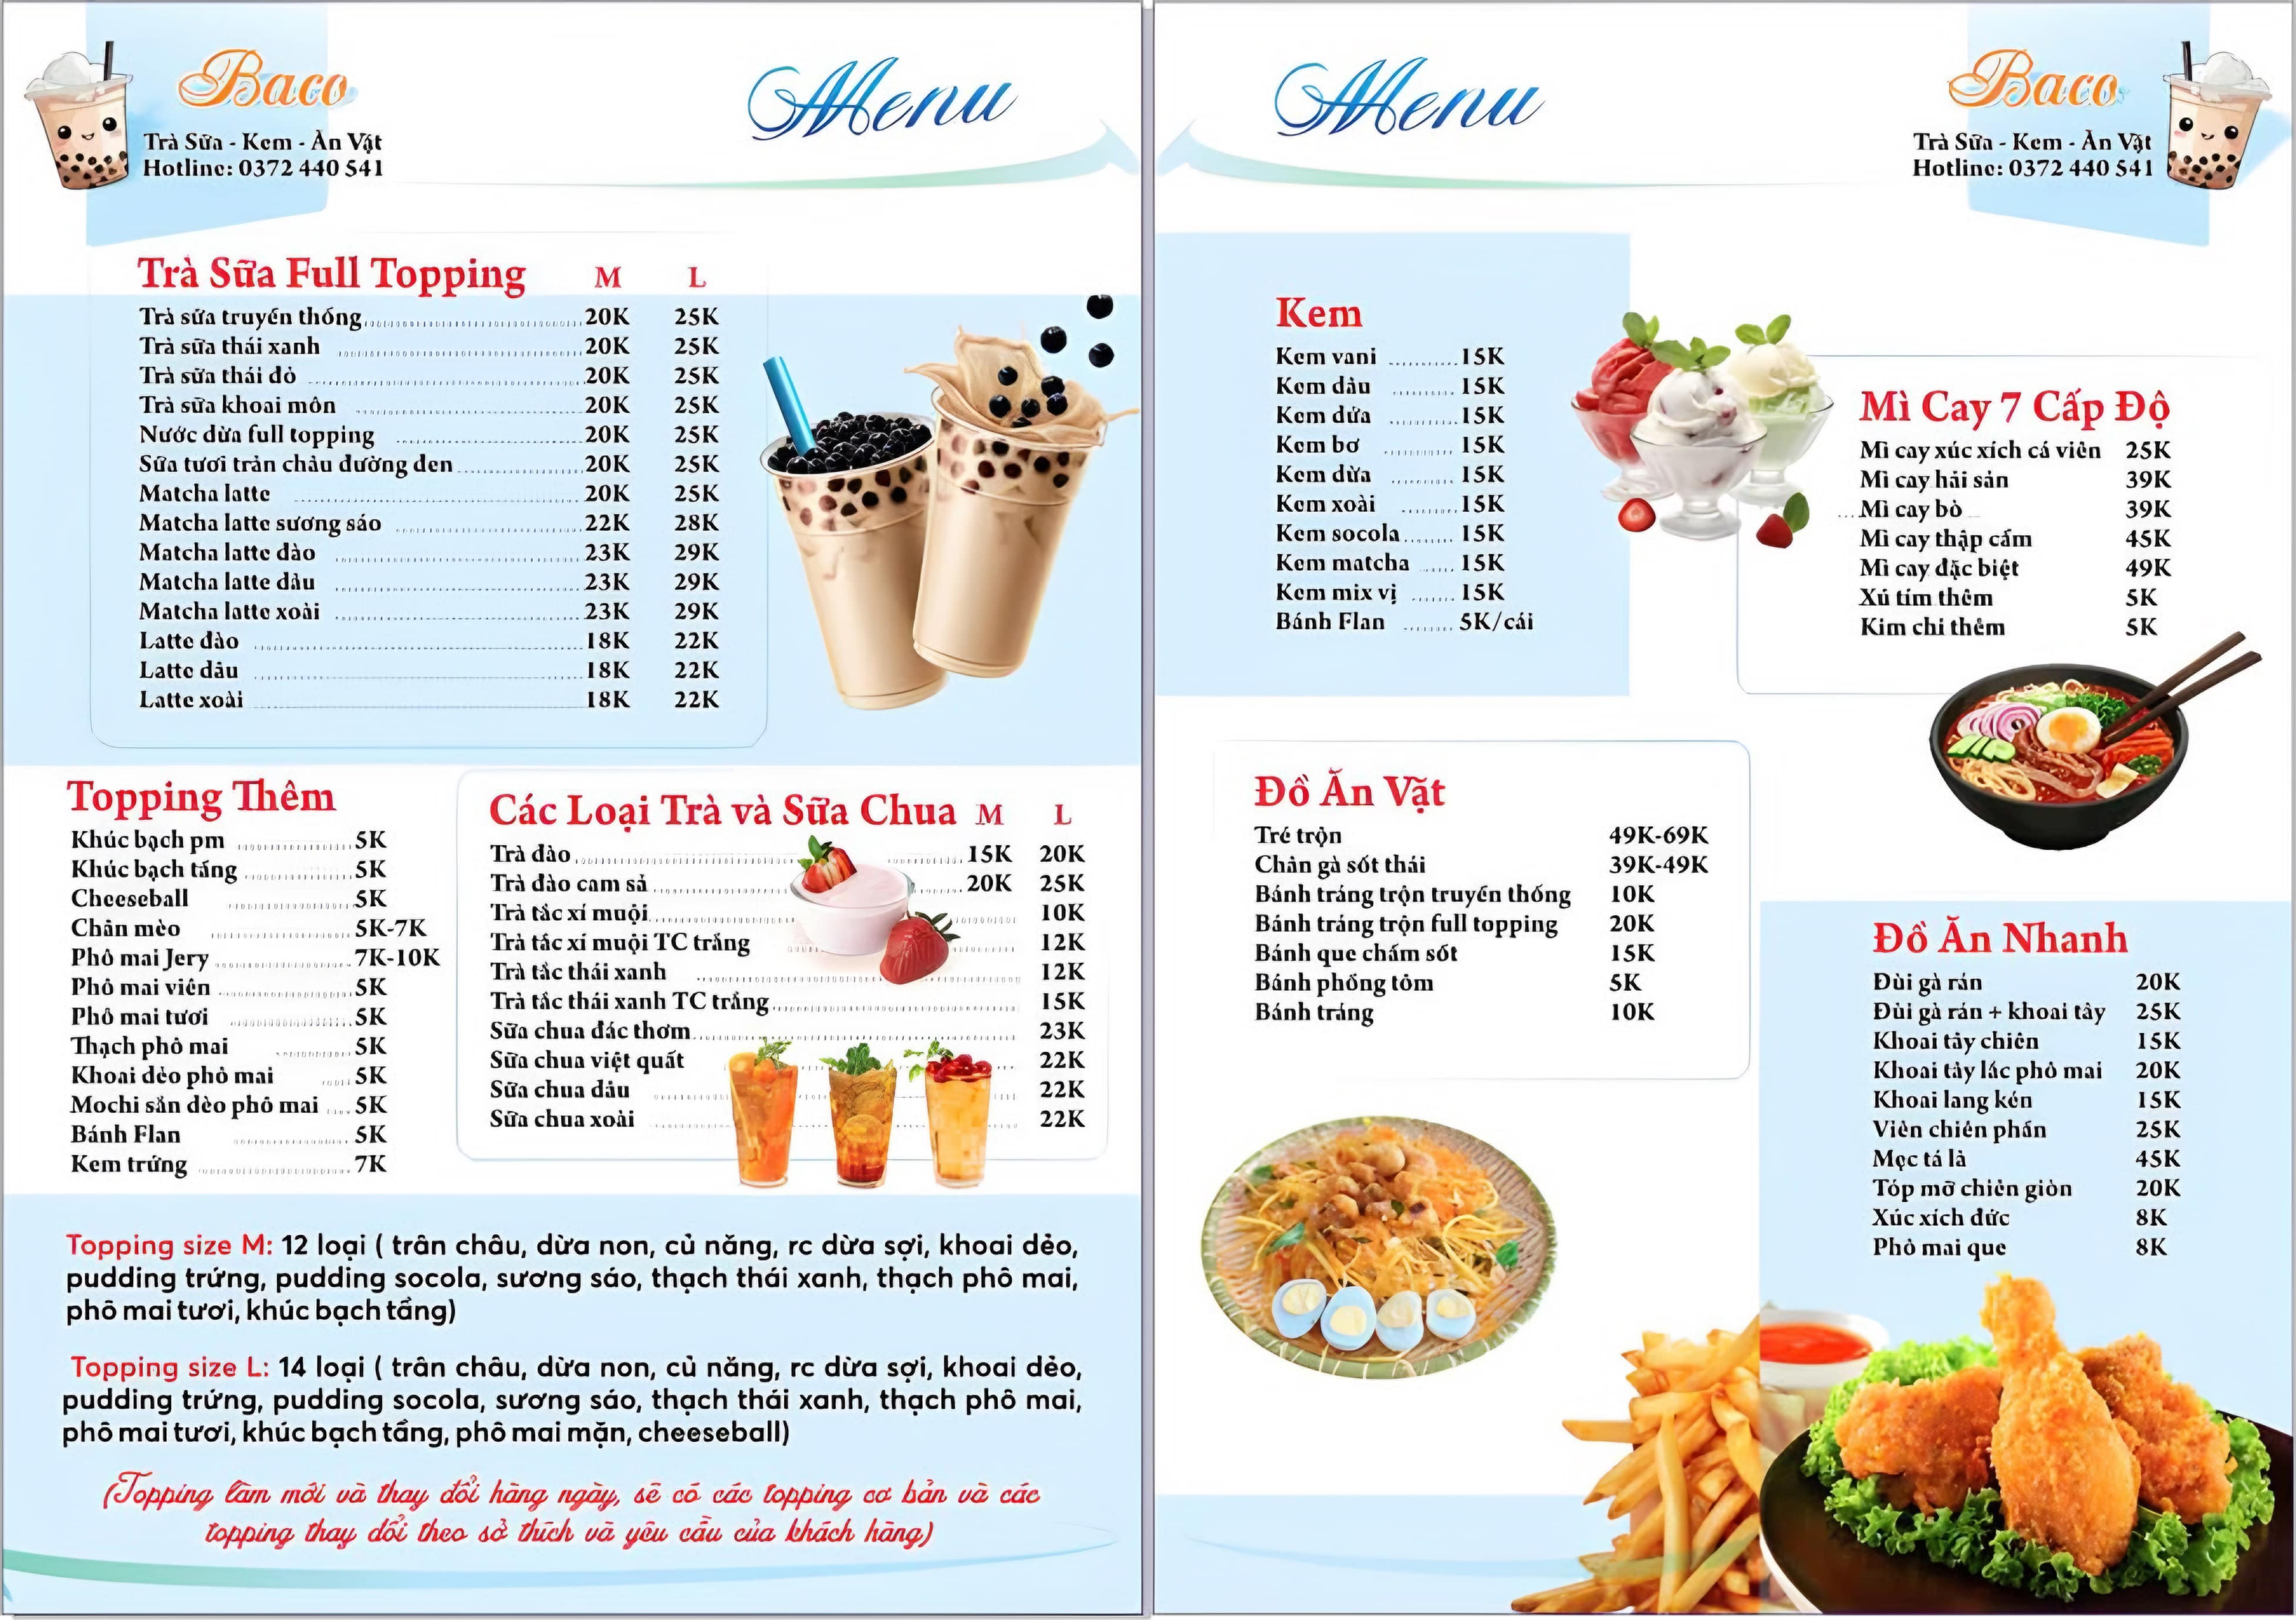 Baco
Trà Sữa - Kem - Ăn Vặt
Hotline: 0372 440 541
Menu
Trà Sữa Full Topping M L
Trà sữa truyền thống 20K 25K
Trà sữa thái xanh 20K 25K
Trà sữa thái đỏ 20K 25K
Trà sữa khoai môn 20K 25K
Nước dừa full topping 20K 25K
Sữa tươi trân châu đường đen 20K 25K
Matcha latte 20K 25K
Matcha latte sương sáo 22K 28K
Matcha latte đào 23K 29K
Matcha latte dâu 23K 29K
Matcha latte xoài 23K 29K
Latte đào 18K 22K
Latte dâu 18K 22K
Latte xoài 18K 22K
Topping Thêm
Khúc bạch pm 5K
Khúc bạch tầng 5K
Cheeseball 5K
Chân mèo 5K-7K
Phô mai Jery 7K-10K
Phô mai viên 5K
Phô mai tươi 5K
Thạch phô mai 5K
Khoai dẻo phô mai 5K
Mochi sắn dẻo phô mai 5K
Bánh Flan 5K
Kem trứng 7K
Các Loại Trà và Sữa Chua M L
Trà đào 15K 20K
Trà đào cam sả 20K 25K
Trà tắc xí muội 10K
Trà tắc xí muội TC trắng 12K
Trà tắc thái xanh 12K
Trà tắc thái xanh TC trắng 15K
Sữa chua đác thơm 23K
Sữa chua việt quất 22K
Sữa chua dâu 22K
Sữa chua xoài 22K
Topping size M: 12 loại ( trân châu, dừa non, củ năng, rc dừa sợi, khoai dẻo,
pudding trứng, pudding socola, sương sáo, thạch thái xanh, thạch phô mai,
phô mai tươi, khúc bạch tầng)
Topping size L: 14 loại ( trân châu, dừa non, củ năng, rc dừa sợi, khoai dẻo,
pudding trứng, pudding socola, sương sáo, thạch thái xanh, thạch phô mai,
phô mai tươi, khúc bạch tầng, phô mai mặn, cheeseball)
(Topping làm mới và thay đổi hàng ngày, sẽ có các topping cơ bản và các
topping thay đổi theo sở thích và yêu cầu của khách hàng)
Menu
Baco
Trà Sữa - Kem - Ăn Vặt
Hotline: 0372 440 541
Kem
Kem vani 15K
Kem dâu 15K
Kem dứa 15K
Kem bơ 15K
Kem dừa 15K
Kem xoài 15K
Kem socola 15K
Kem matcha 15K
Kem mix vị 15K
Bánh Flan 5K/cái
Mì Cay 7 Cấp Độ
Mì cay xúc xích cá viên 25K
Mì cay hải sản 39K
Mì cay bò 39K
Mì cay thập cẩm 45K
Mì cay đặc biệt 49K
Xú tím thêm 5K
Kim chi thêm 5K
Đồ Ăn Vặt
Tré trộn 49K-69K
Chân gà sốt thái 39K-49K
Bánh tráng trộn truyền thống 10K
Bánh tráng trộn full topping 20K
Bánh que chấm sốt 15K
Bánh phồng tôm 5K
Bánh tráng 10K
Đồ Ăn Nhanh
Đùi gà rán 20K
Đùi gà rán + khoai tây 25K
Khoai tây chiên 15K
Khoai tây lắc phô mai 20K
Khoai lang kén 15K
Viên chiên phần 25K
Mẹc tá là 45K
Tóp mỡ chiên giòn 20K
Xúc xích đức 8K
Phô mai que 8K